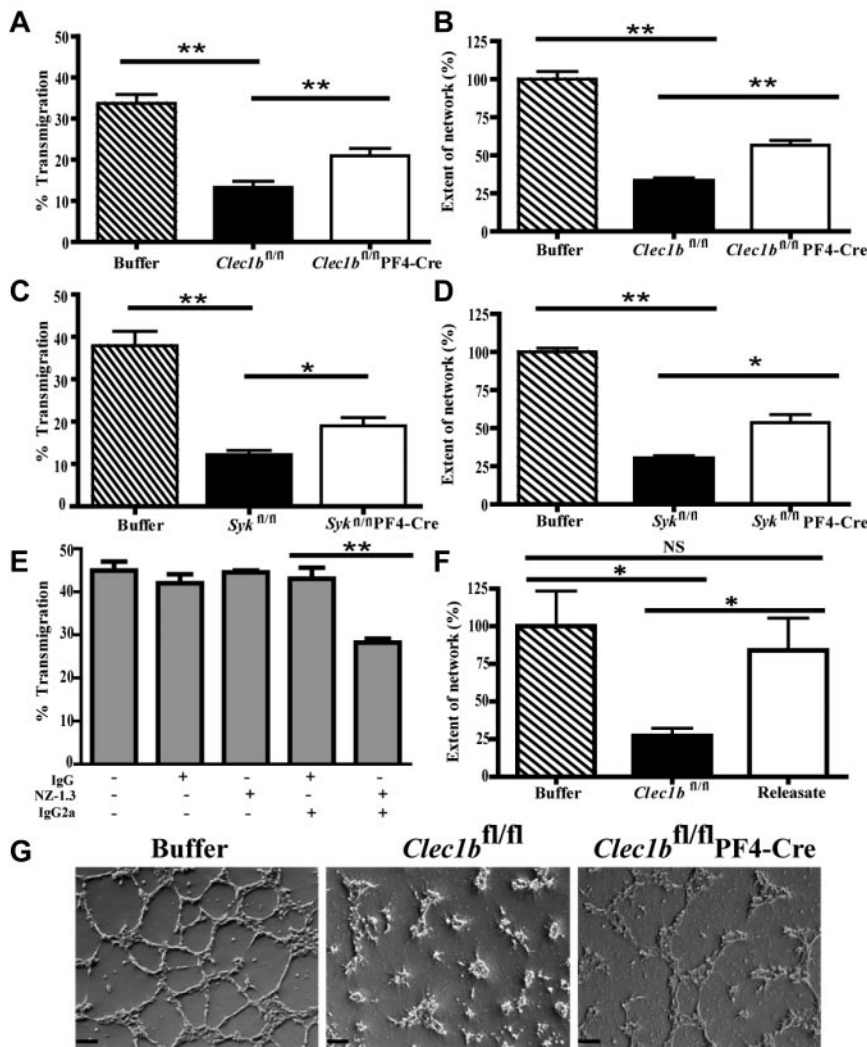 A
% Transmigration
50
40
30
20
10
0
**
**
Buffer
Clec1b fl/fl
Clec1b fl/fl PF4-Cre
B
Extent of network (%)
125
100
75
50
25
0
**
**
Buffer
Clec1b fl/fl
Clec1b fl/fl PF4-Cre
C
% Transmigration
50
40
30
20
10
0
**
*
Buffer
Syk fl/fl
Syk fl/fl PF4-Cre
D
Extent of network (%)
125
100
75
50
25
0
**
*
Buffer
Syk fl/fl
Syk fl/fl PF4-Cre
E
% Transmigration
50
40
30
20
10
0
**
IgG - + - + -
NZ-1.3 - - + - +
IgG2a - - - + +
F
Extent of network (%)
125
100
75
50
25
0
NS
*
*
Buffer
Clec1b fl/fl
Releasate
G
Buffer
Clec1b fl/fl
Clec1b fl/fl PF4-Cre